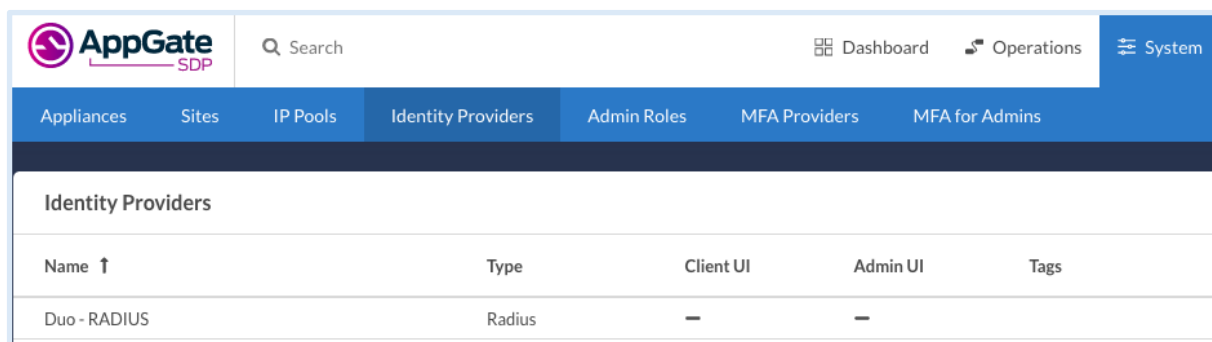 AppGate SDP Search Dashboard Operations System
Appliances Sites IP Pools Identity Providers Admin Roles MFA Providers MFA for Admins
Identity Providers
Name ↑ Type Client UI Admin UI Tags
Duo - RADIUS Radius – –